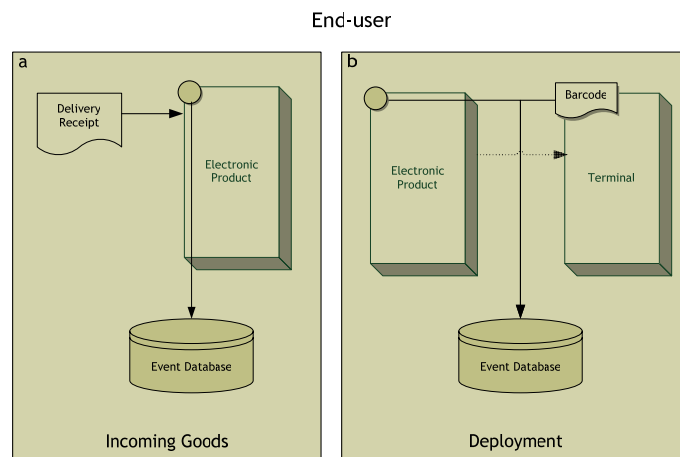 End-user
a
Delivery
Receipt
Electronic
Product
Event Database
Incoming Goods
b
Barcode
Electronic
Product
Terminal
Event Database
Deployment